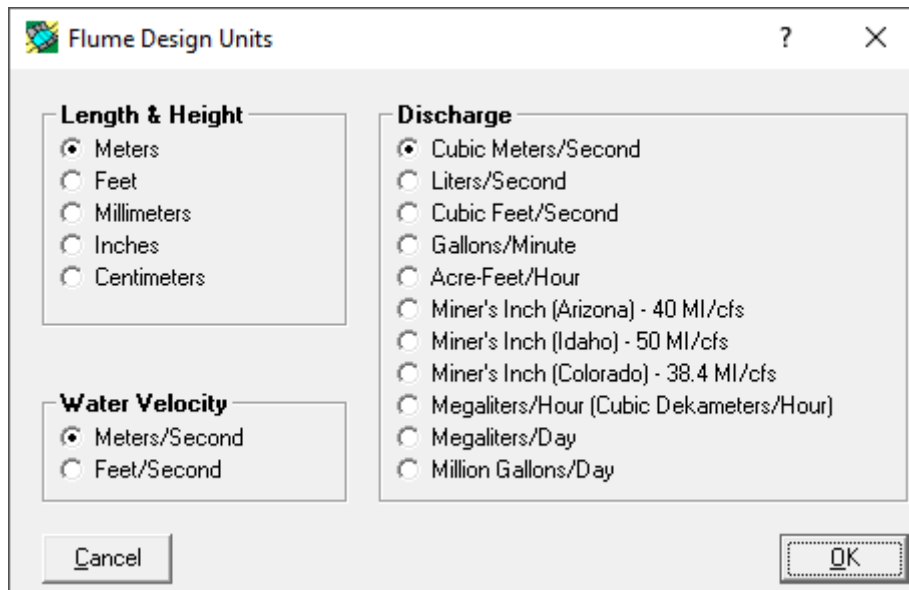 Flume Design Units
?
Length & Height
Meters
Feet
Millimeters
Inches
Centimeters
Water Velocity
Meters/Second
Feet/Second
Discharge
Cubic Meters/Second
Liters/Second
Cubic Feet/Second
Gallons/Minute
Acre-Feet/Hour
Miner's Inch (Arizona) - 40 MI/cfs
Miner's Inch (Idaho) - 50 MI/cfs
Miner's Inch (Colorado) - 38.4 MI/cfs
Megaliters/Hour (Cubic Dekameters/Hour)
Megaliters/Day
Million Gallons/Day
Cancel
OK